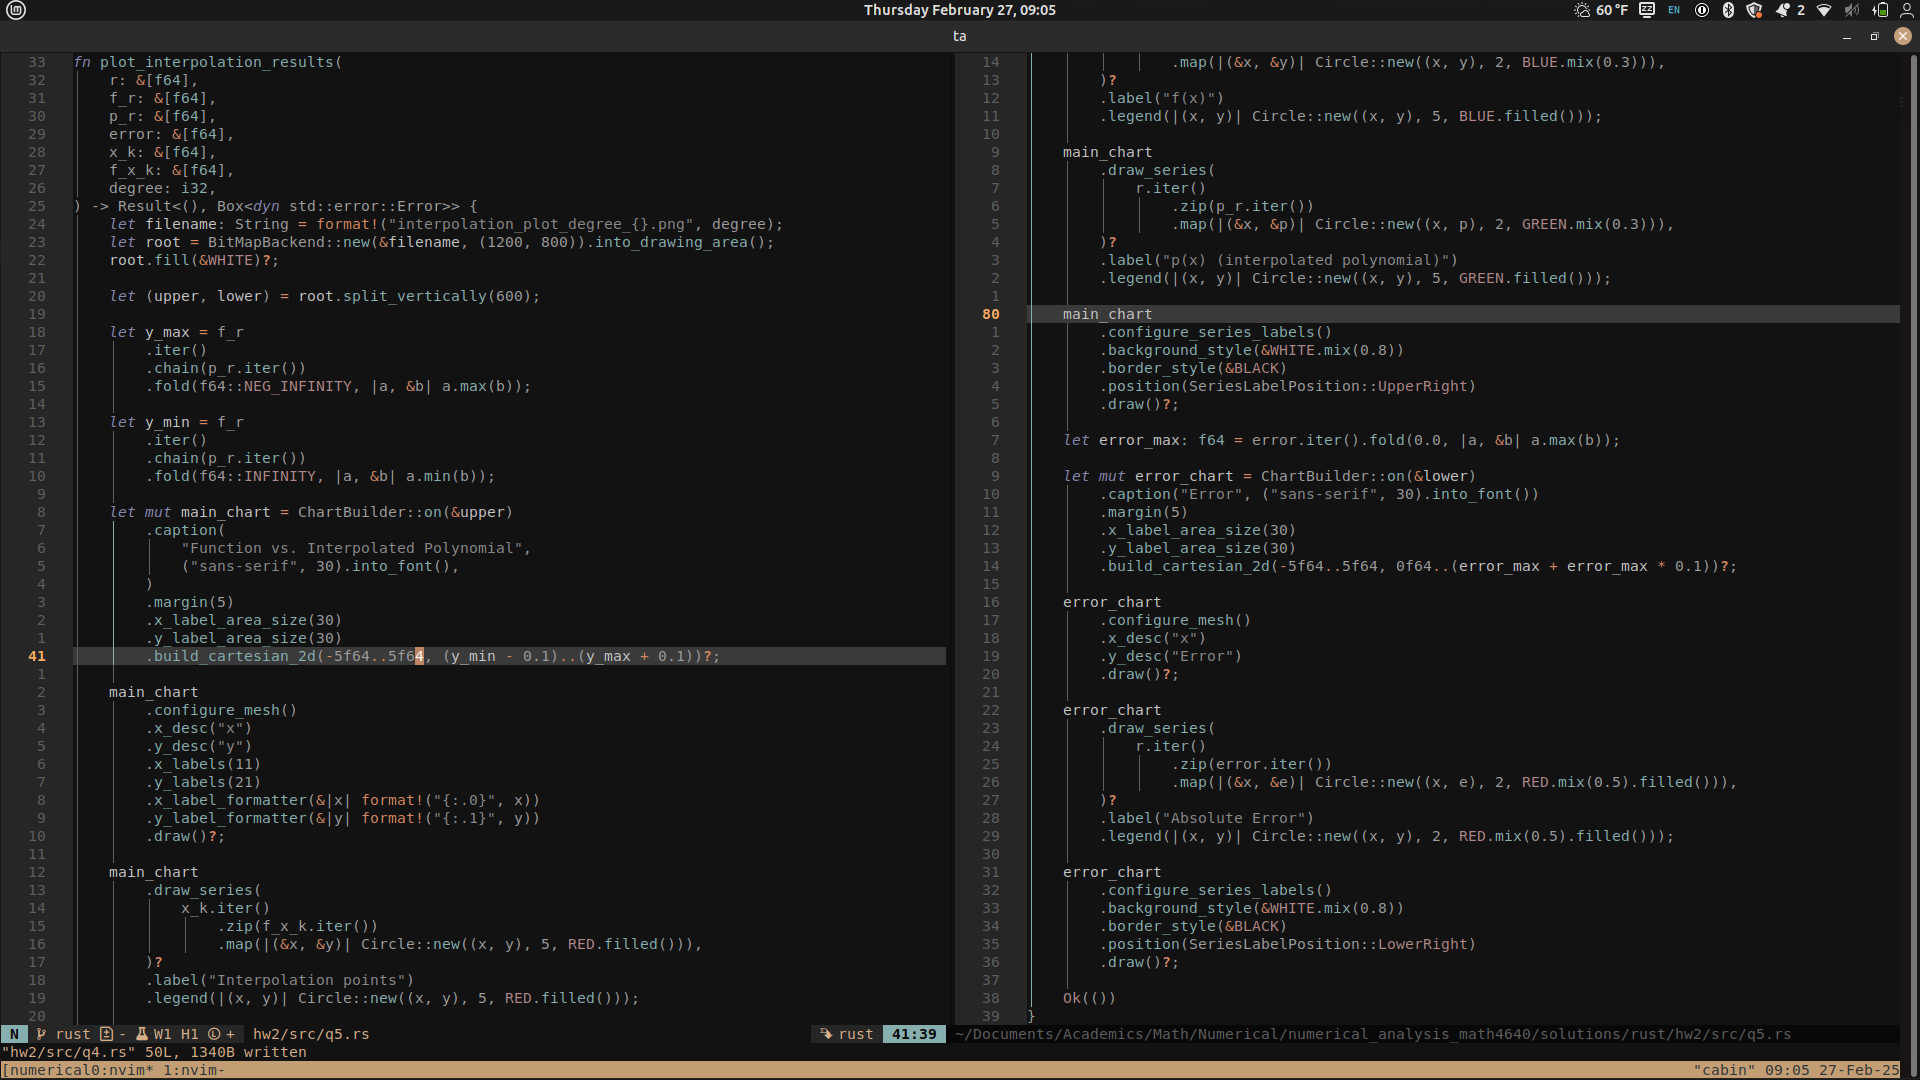 Thursday February 27, 09:05
60 °F
EN
2
ta
33 fn plot_interpolation_results(
32     r: &[f64],
31     f_r: &[f64],
30     p_r: &[f64],
29     error: &[f64],
28     x_k: &[f64],
27     f_x_k: &[f64],
26     degree: i32,
25 ) -> Result<(), Box<dyn std::error::Error>> {
24     let filename: String = format!("interpolation_plot_degree_{}.png", degree);
23     let root = BitMapBackend::new(&filename, (1200, 800)).into_drawing_area();
22     root.fill(&WHITE)?;
21
20     let (upper, lower) = root.split_vertically(600);
19
18     let y_max = f_r
17         .iter()
16         .chain(p_r.iter())
15         .fold(f64::NEG_INFINITY, |a, &b| a.max(b));
14
13     let y_min = f_r
12         .iter()
11         .chain(p_r.iter())
10         .fold(f64::INFINITY, |a, &b| a.min(b));
9
8     let mut main_chart = ChartBuilder::on(&upper)
7         .caption(
6             "Function vs. Interpolated Polynomial",
5             ("sans-serif", 30).into_font(),
4         )
3         .margin(5)
2         .x_label_area_size(30)
1         .y_label_area_size(30)
41         .build_cartesian_2d(-5f64..5f64, (y_min - 0.1)..(y_max + 0.1))?;
1
2     main_chart
3         .configure_mesh()
4         .x_desc("x")
5         .y_desc("y")
6         .x_labels(11)
7         .y_labels(21)
8         .x_label_formatter(&|x| format!("{:.0}", x))
9         .y_label_formatter(&|y| format!("{:.1}", y))
10         .draw()?;
11
12     main_chart
13         .draw_series(
14             x_k.iter()
15                 .zip(f_x_k.iter())
16                 .map(|(&x, &y)| Circle::new((x, y), 5, RED.filled())),
17         )?
18         .label("Interpolation points")
19         .legend(|(x, y)| Circle::new((x, y), 5, RED.filled()));
20
14                 .map(|(&x, &y)| Circle::new((x, y), 2, BLUE.mix(0.3))),
13         )?
12         .label("f(x)")
11         .legend(|(x, y)| Circle::new((x, y), 5, BLUE.filled()));
10
9     main_chart
8         .draw_series(
7             r.iter()
6                 .zip(p_r.iter())
5                 .map(|(&x, &p)| Circle::new((x, p), 2, GREEN.mix(0.3))),
4         )?
3         .label("p(x) (interpolated polynomial)")
2         .legend(|(x, y)| Circle::new((x, y), 5, GREEN.filled()));
1
80     main_chart
1         .configure_series_labels()
2         .background_style(&WHITE.mix(0.8))
3         .border_style(&BLACK)
4         .position(SeriesLabelPosition::UpperRight)
5         .draw()?;
6
7     let error_max: f64 = error.iter().fold(0.0, |a, &b| a.max(b));
8
9     let mut error_chart = ChartBuilder::on(&lower)
10         .caption("Error", ("sans-serif", 30).into_font())
11         .margin(5)
12         .x_label_area_size(30)
13         .y_label_area_size(30)
14         .build_cartesian_2d(-5f64..5f64, 0f64..(error_max + error_max * 0.1))?;
15
16     error_chart
17         .configure_mesh()
18         .x_desc("x")
19         .y_desc("Error")
20         .draw()?;
21
22     error_chart
23         .draw_series(
24             r.iter()
25                 .zip(error.iter())
26                 .map(|(&x, &e)| Circle::new((x, e), 2, RED.mix(0.5).filled())),
27         )?
28         .label("Absolute Error")
29         .legend(|(x, y)| Circle::new((x, y), 2, RED.mix(0.5).filled()));
30
31     error_chart
32         .configure_series_labels()
33         .background_style(&WHITE.mix(0.8))
34         .border_style(&BLACK)
35         .position(SeriesLabelPosition::LowerRight)
36         .draw()?;
37
38     Ok(())
39 }
N rust - W1 H1 + hw2/src/q5.rs rust 41:39
~/Documents/Academics/Math/Numerical/numerical_analysis_math4640/solutions/rust/hw2/src/q5.rs
"hw2/src/q4.rs" 50L, 1340B written
[numerical0:nvim* 1:nvim- "cabin" 09:05 27-Feb-25